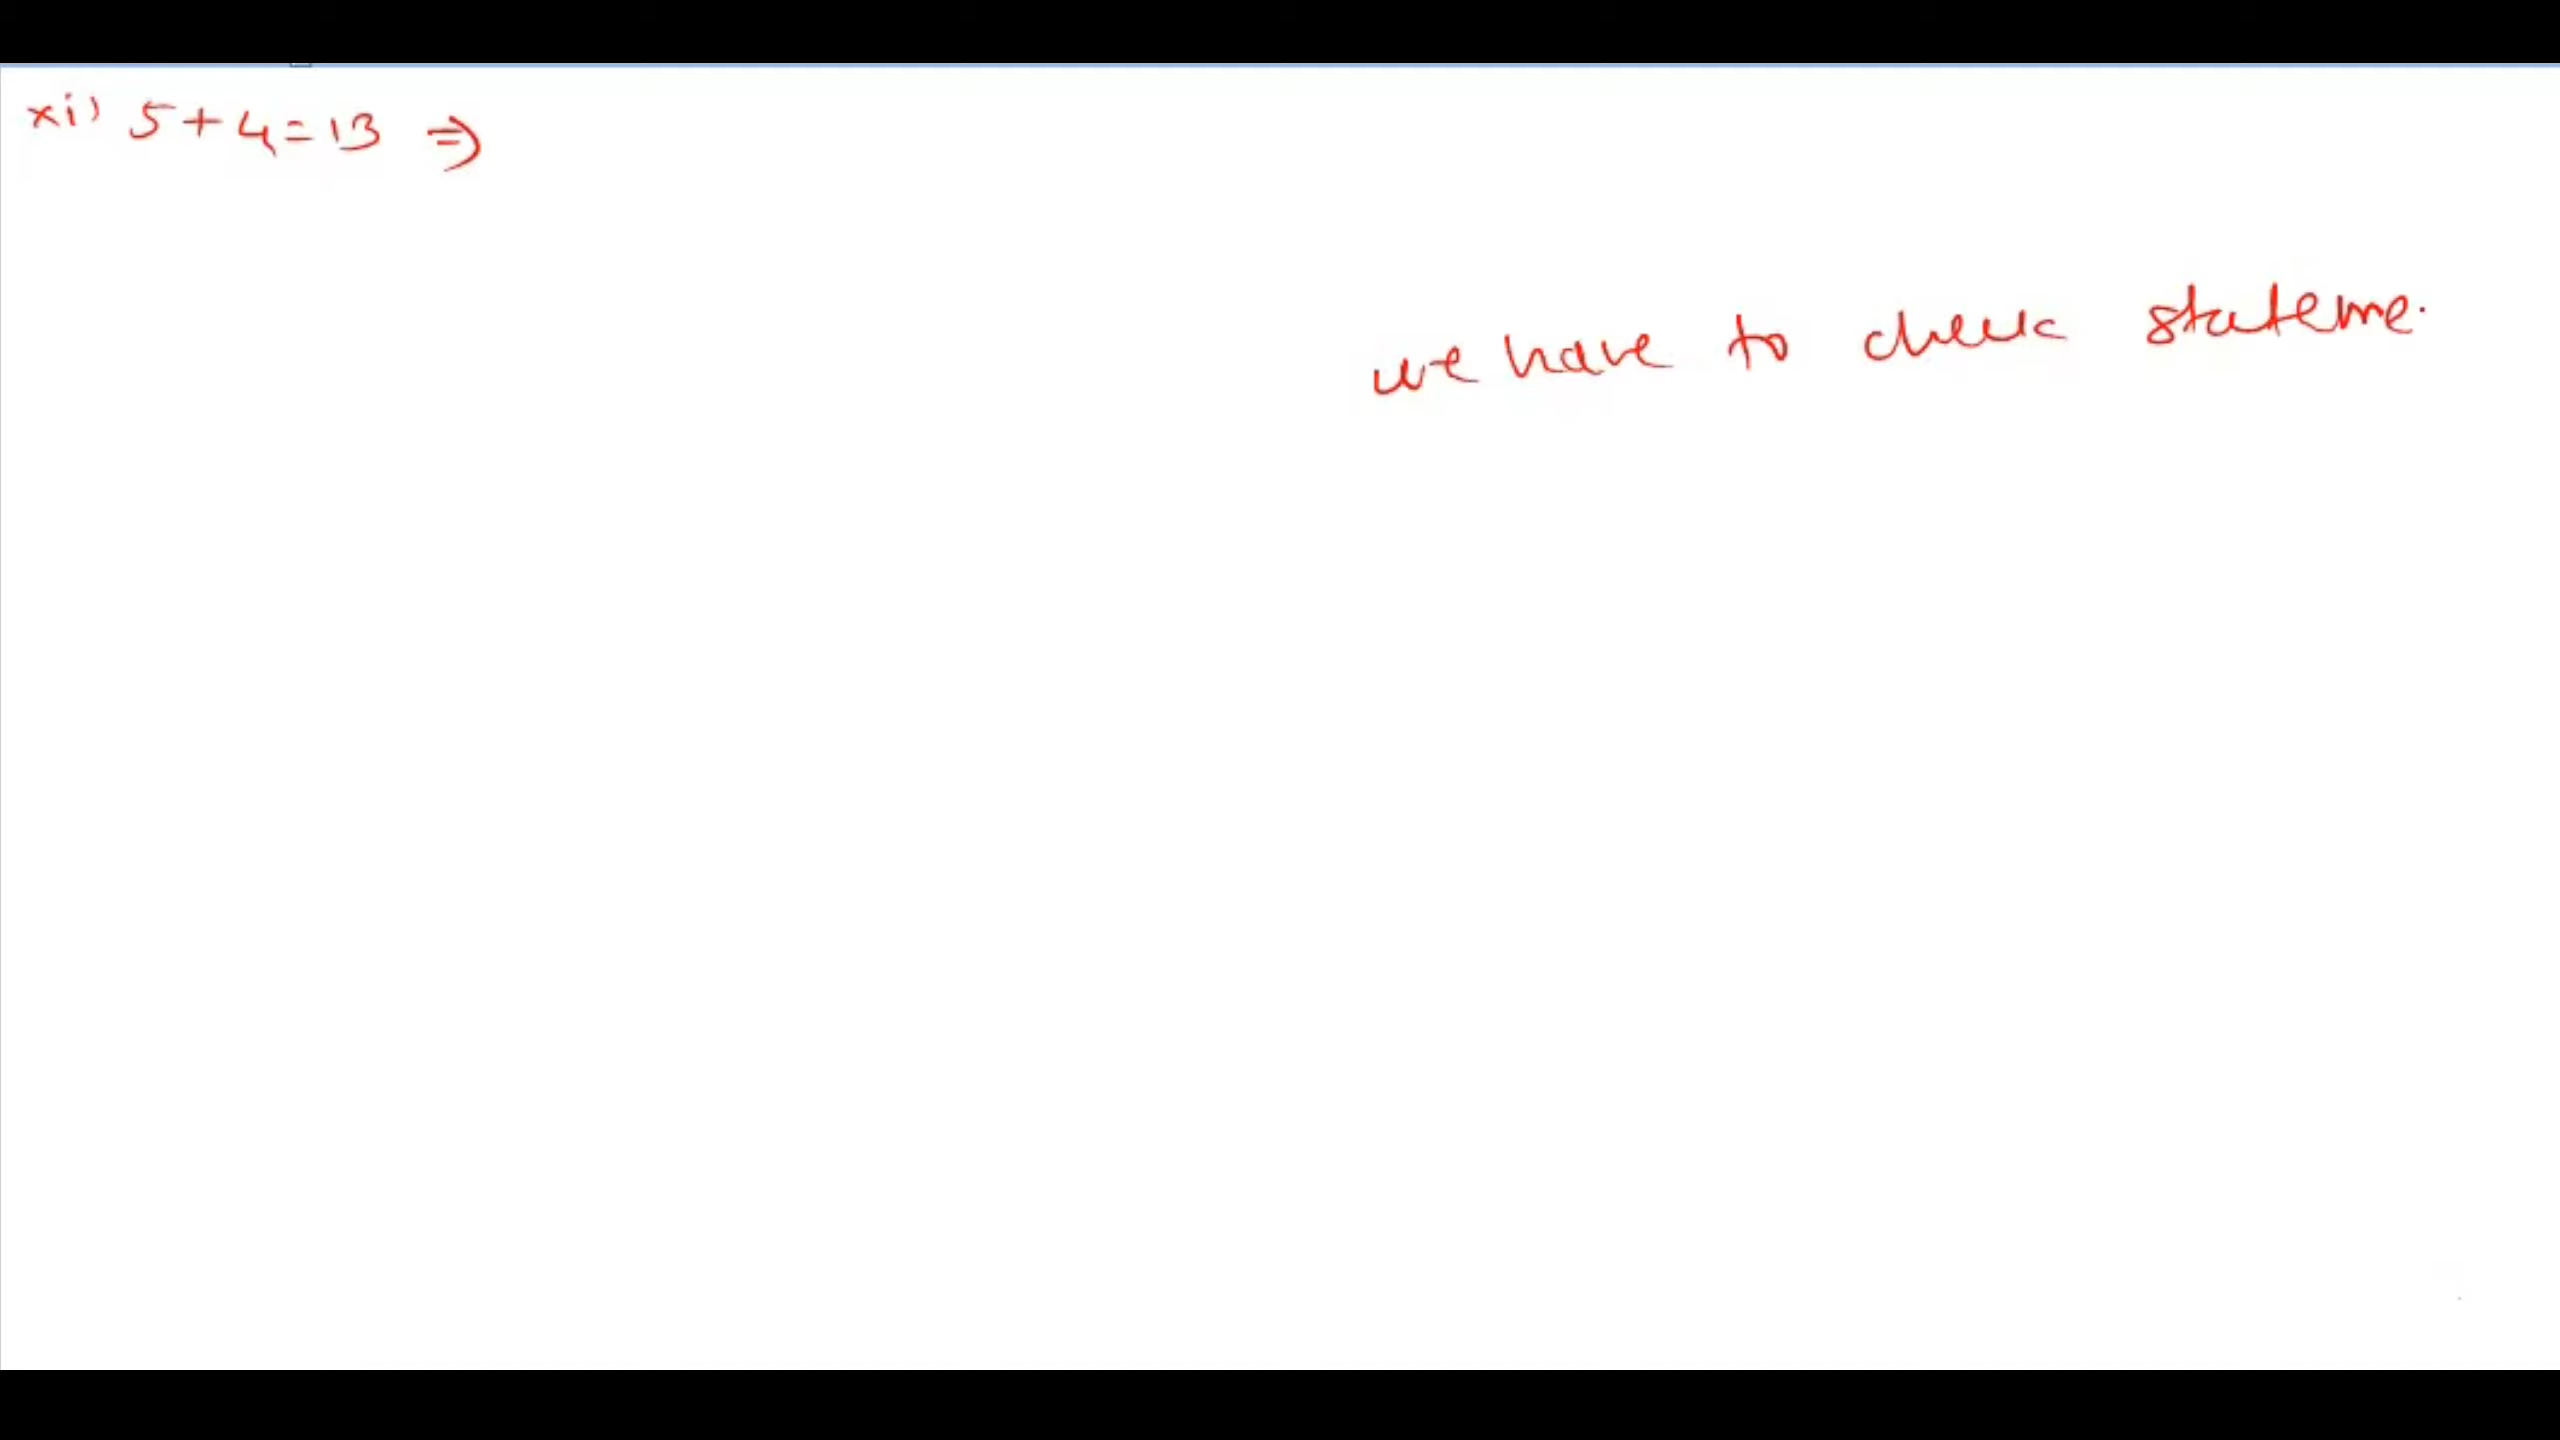 xi) 5+4=13 ⇒
we have to check stateme.